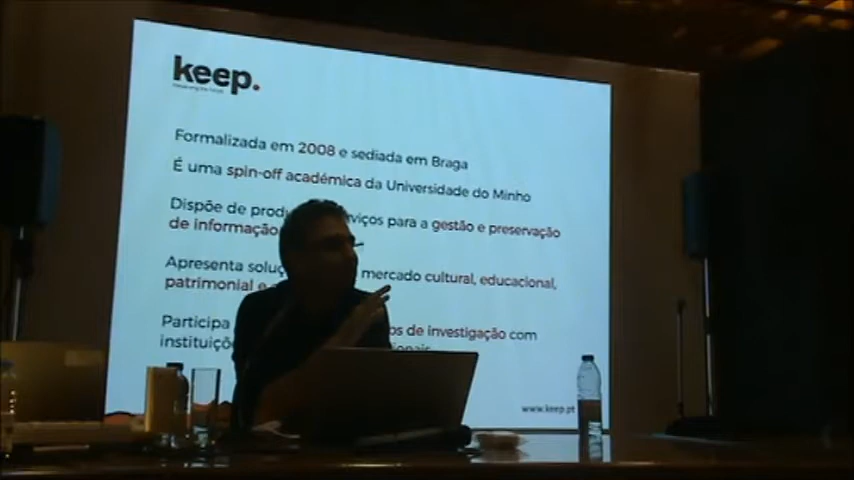 keep.
Formalizada em 2008 e sediada em Braga
É uma spin-off académica da Universidade do Minho
Dispõe de produ viços para a gestão e preservação
de informação
Apresenta soluç mercado cultural, educacional,
patrimonial e
Participa os de investigação com
instituiçõ ionais
www.keep.pt